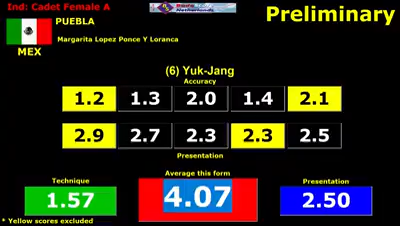 Ind: Cadet Female A
Preliminary
PUEBLA
Margarita Lopez Ponce Y Loranca
MEX
(6) Yuk-Jang
Accuracy
1.2 1.3 2.0 1.4 2.1
2.9 2.7 2.3 2.3 2.5
Presentation
Technique
Average this form
Presentation
1.57
4.07
2.50
* Yellow scores excluded